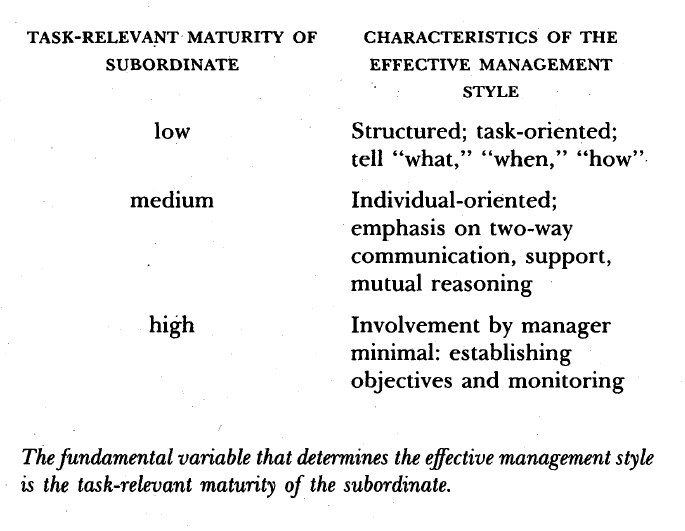 TASK-RELEVANT MATURITY OF
SUBORDINATE
CHARACTERISTICS OF THE
EFFECTIVE MANAGEMENT
STYLE
low
Structured; task-oriented;
tell “what,” “when,” “how”
medium
Individual-oriented;
emphasis on two-way
communication, support,
mutual reasoning
high
Involvement by manager
minimal: establishing
objectives and monitoring
The fundamental variable that determines the effective management style
is the task-relevant maturity of the subordinate.